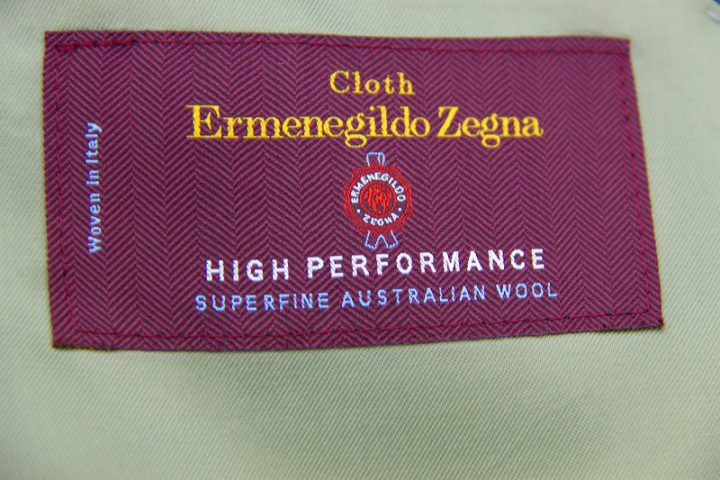 Cloth
Ermenegildo Zegna
Woven in Italy
ERMENEGILDO
ZEGNA
HIGH PERFORMANCE
SUPERFINE AUSTRALIAN WOOL